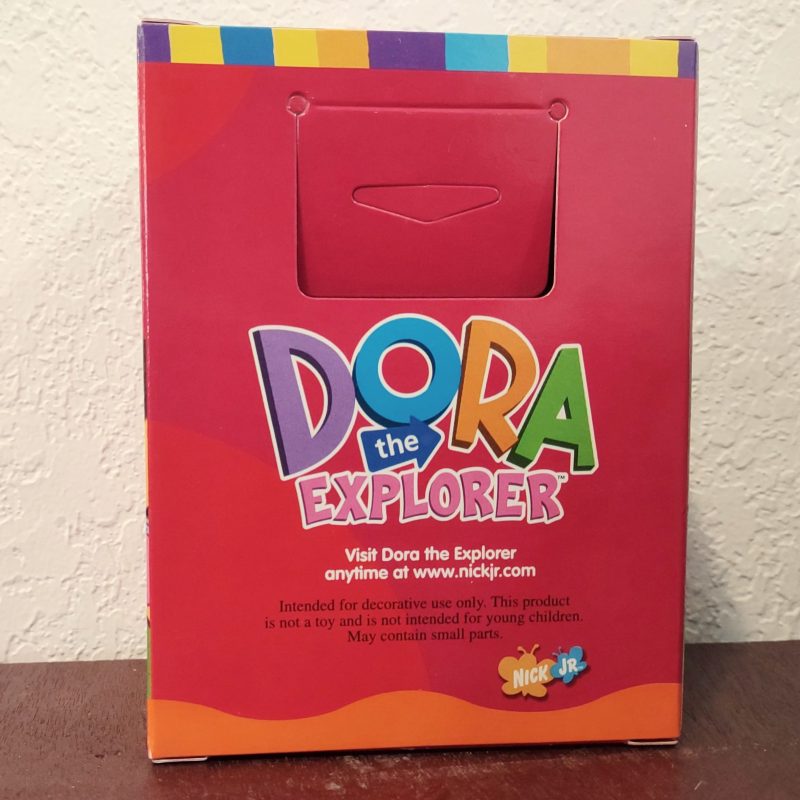 DORA
the
EXPLORER™
Visit Dora the Explorer
anytime at www.nickjr.com
Intended for decorative use only. This product
is not a toy and is not intended for young children.
May contain small parts.
NICK JR.